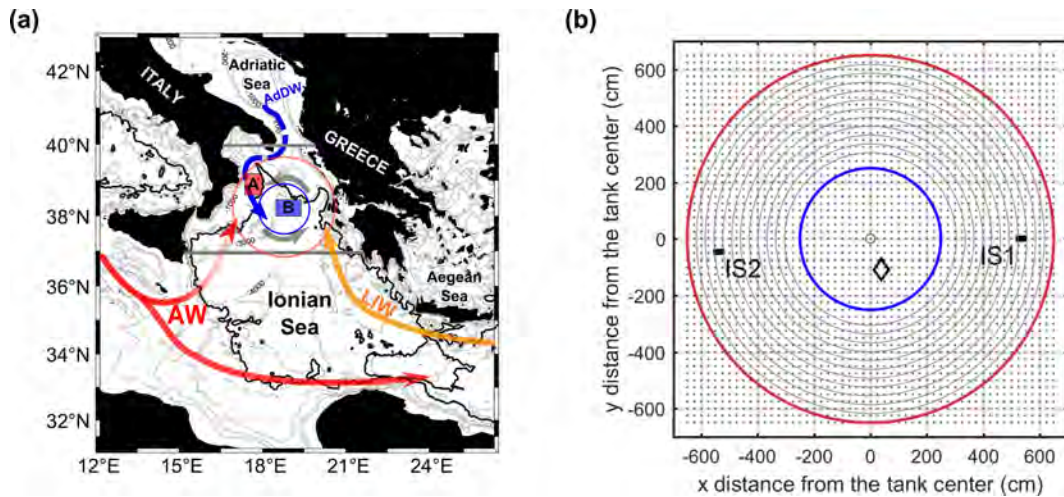 (a)
(b)
42°N
40°N
38°N
36°N
34°N
32°N
12°E
15°E
18°E
21°E
24°E
ITALY
Adriatic
Sea
AdDW
GREECE
A
B
Aegean
Sea
Ionian
Sea
AW
LIW
y distance from the tank center (cm)
600
400
200
0
-200
-400
-600
IS2
IS1
-600
-400
-200
0
200
400
600
x distance from the tank center (cm)